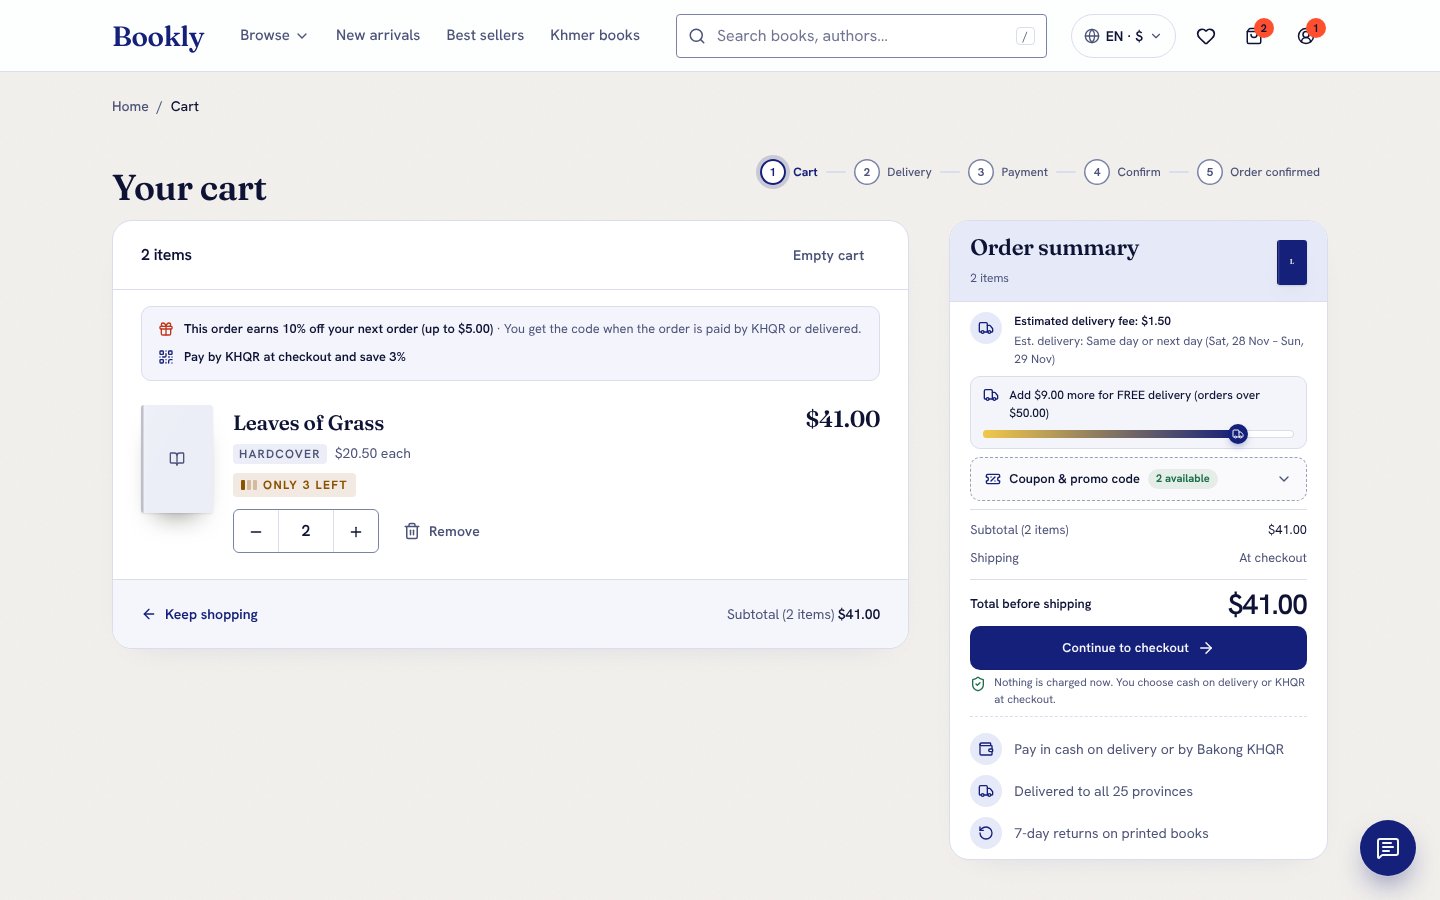 Bookly
Browse
New arrivals
Best sellers
Khmer books
Search books, authors...
/
EN · $
2
1
Home / Cart
Your cart
1 Cart
2 Delivery
3 Payment
4 Confirm
5 Order confirmed
2 items
Empty cart
This order earns 10% off your next order (up to $5.00) · You get the code when the order is paid by KHQR or delivered.
Pay by KHQR at checkout and save 3%
Leaves of Grass
$41.00
HARDCOVER
$20.50 each
ONLY 3 LEFT
− 2 +
Remove
Keep shopping
Subtotal (2 items) $41.00
Order summary
2 items
L
Estimated delivery fee: $1.50
Est. delivery: Same day or next day (Sat, 28 Nov – Sun,
29 Nov)
Add $9.00 more for FREE delivery (orders over
$50.00)
Coupon & promo code
2 available
Subtotal (2 items)
$41.00
Shipping
At checkout
Total before shipping
$41.00
Continue to checkout
Nothing is charged now. You choose cash on delivery or KHQR
at checkout.
Pay in cash on delivery or by Bakong KHQR
Delivered to all 25 provinces
7-day returns on printed books